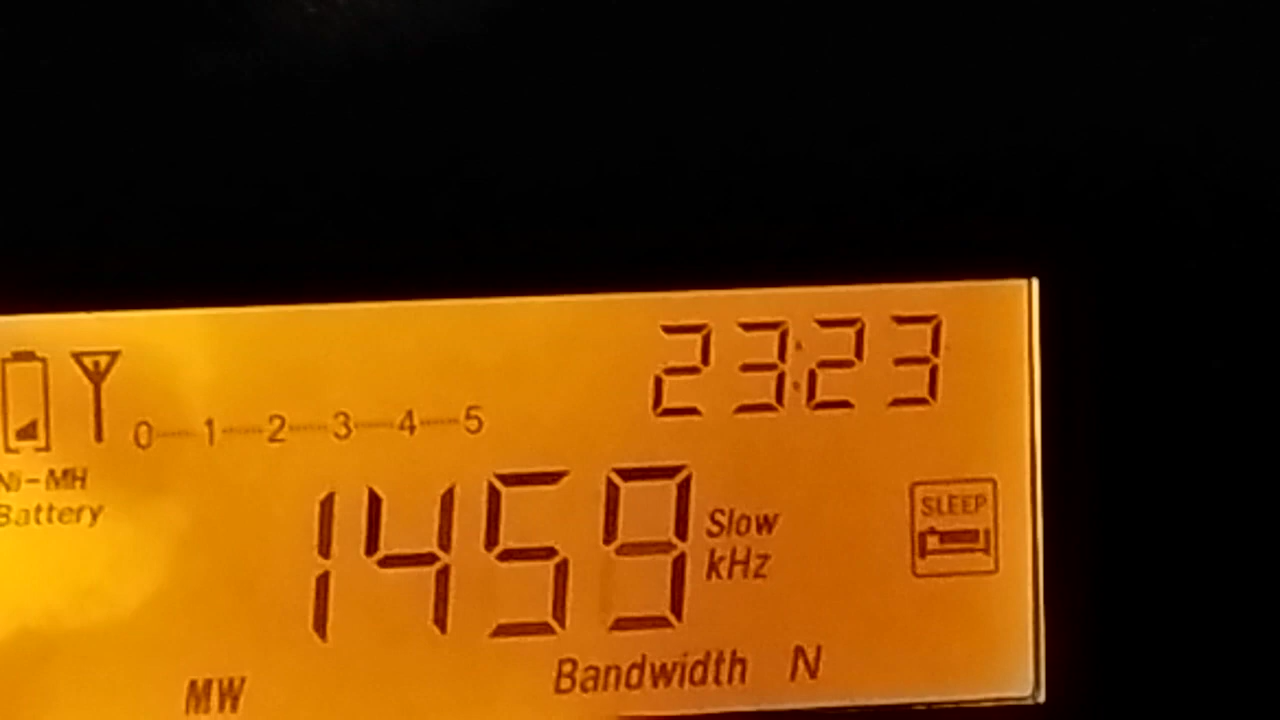 23:23
0 1 2 3 4 5
Ni-MH
Battery
1459
Slow
kHz
SLEEP
MW
Bandwidth N